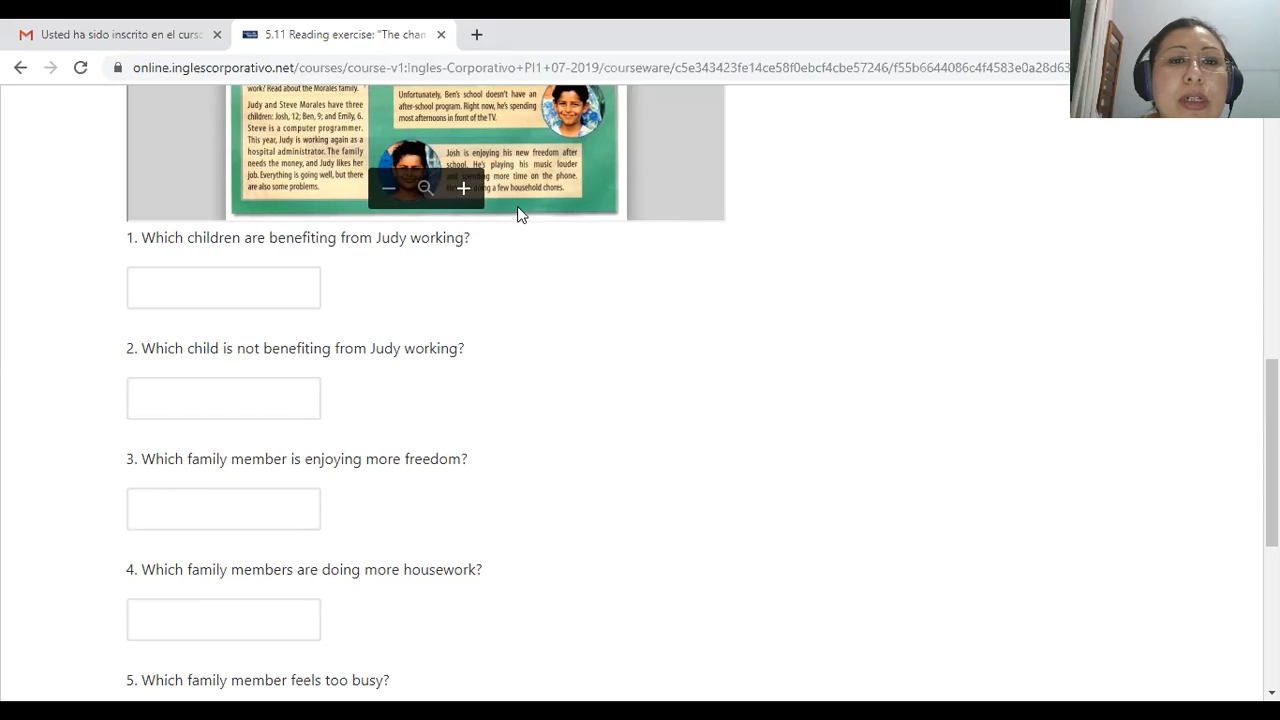 Usted ha sido inscrito en el curso
5.11 Reading exercise: "The chan
online.inglescorporativo.net/courses/course-v1:Ingles-Corporativo+PI1+07-2019/courseware/c5e343423fe14ce58f0ebcf4cbe57246/f55b6644086c4f4583e0a28d63
work? Read about the Morales family.
Judy and Steve Morales have three
children: Josh, 12; Ben, 9; and Emily, 6.
Steve is a computer programmer.
This year, Judy is working again as a
hospital administrator. The family
needs the money, and Judy likes her
job. Everything is going well, but there
are also some problems.
Unfortunately, Ben's school doesn't have an
after-school program. Right now, he's spending
most afternoons in front of the TV.
Josh is enjoying his new freedom after
school. He's playing his music louder
and spending more time on the phone.
a few household chores.
1. Which children are benefiting from Judy working?
2. Which child is not benefiting from Judy working?
3. Which family member is enjoying more freedom?
4. Which family members are doing more housework?
5. Which family member feels too busy?